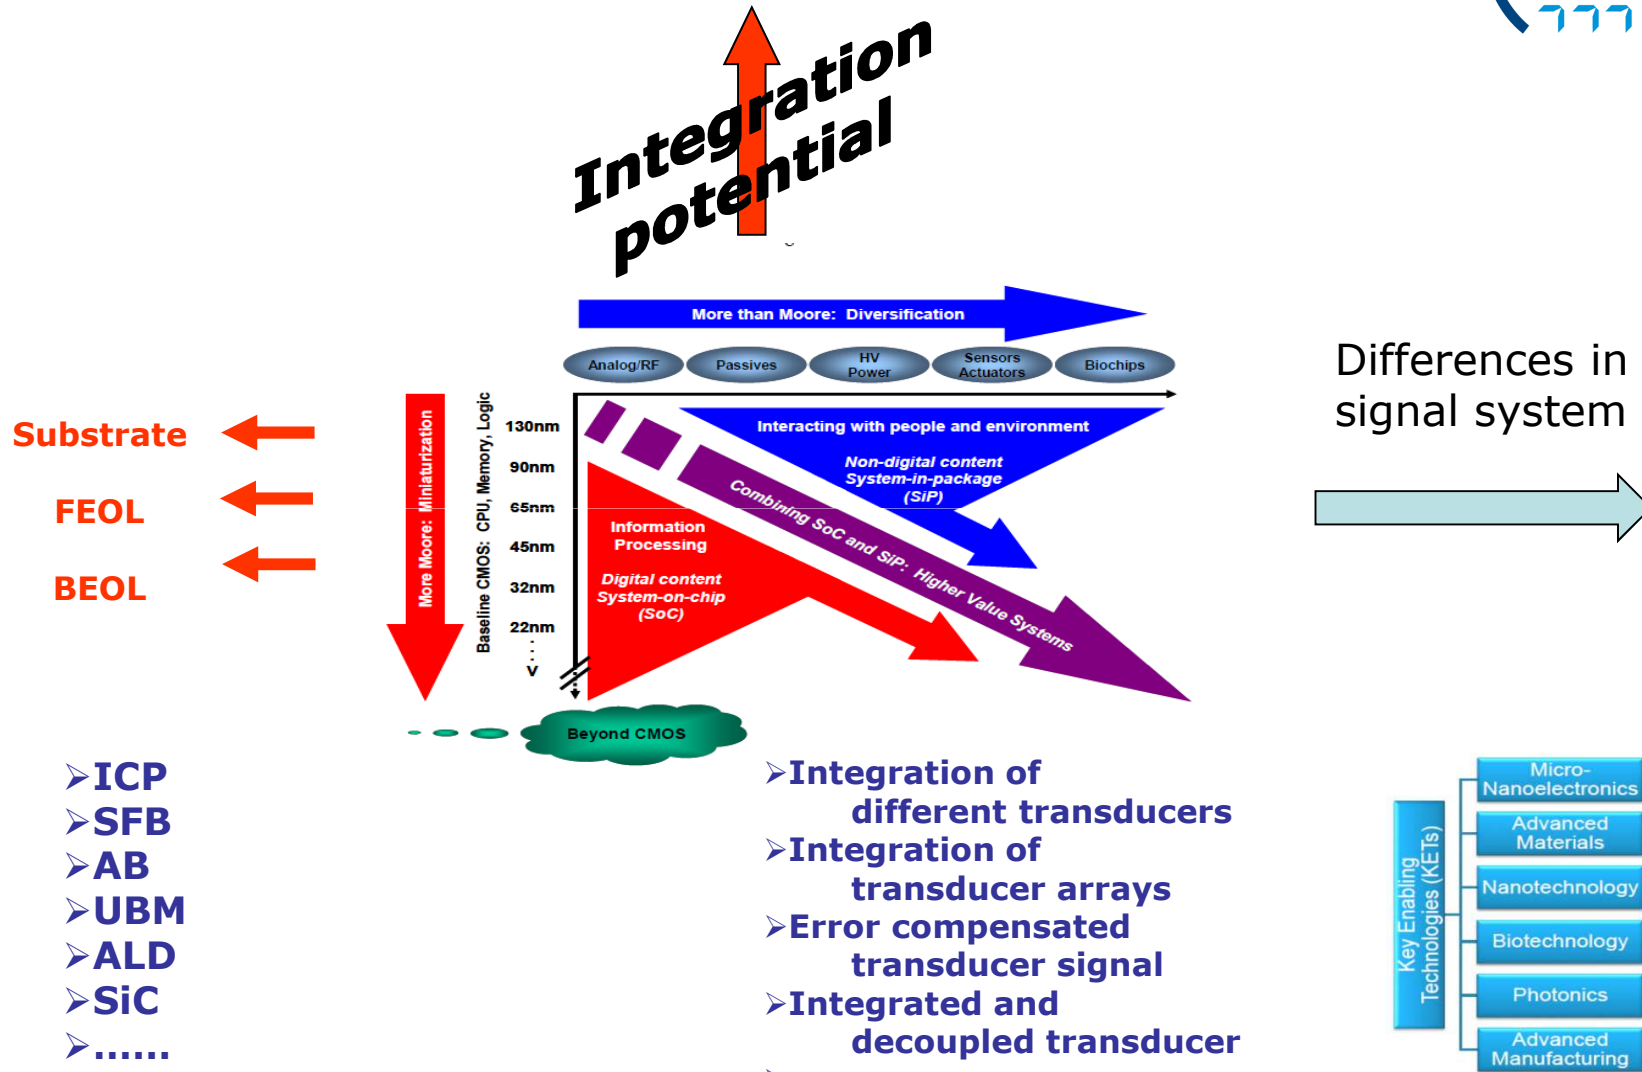 Integration
potential
More than Moore: Diversification
Analog/RF
Passives
HV
Power
Sensors
Actuators
Biochips
Differences in
signal system
Substrate
FEOL
BEOL
More Moore: Miniaturization
Baseline CMOS: CPU, Memory, Logic
130nm
90nm
65nm
45nm
32nm
22nm
V
Interacting with people and environment
Non-digital content
System-in-package
(SiP)
Combining SoC and SiP: Higher Value Systems
Information
Processing
Digital content
System-on-chip
(SoC)
Beyond CMOS
➢ICP
➢SFB
➢AB
➢UBM
➢ALD
➢SiC
➢......
➢Integration of
different transducers
➢Integration of
transducer arrays
➢Error compensated
transducer signal
➢Integrated and
decoupled transducer
Key Enabling
Technologies (KETs)
Micro-
Nanoelectronics
Advanced
Materials
Nanotechnology
Biotechnology
Photonics
Advanced
Manufacturing